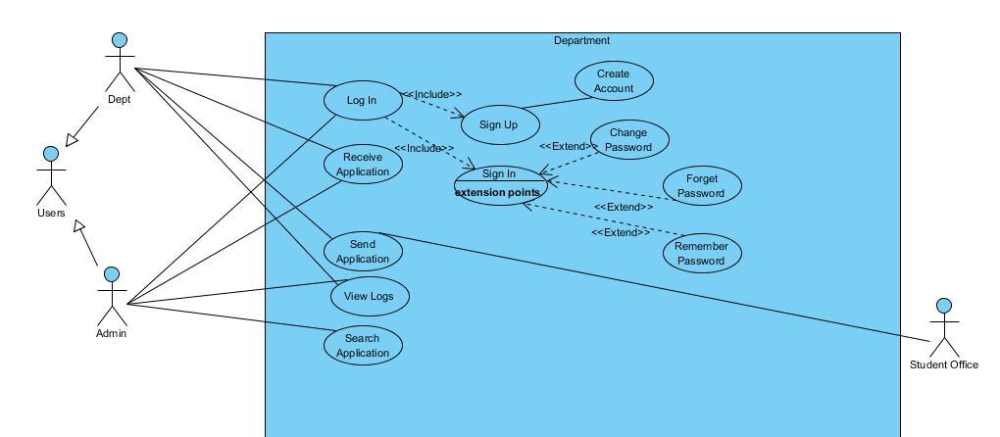 Department
Dept
Users
Admin
Student Office
Log In
<<Include>>
<<Include>>
Sign Up
Create
Account
Change
Password
<<Extend>>
Sign In
extension points
Forget
Password
<<Extend>>
<<Extend>>
Remember
Password
Receive
Application
Send
Application
View Logs
Search
Application